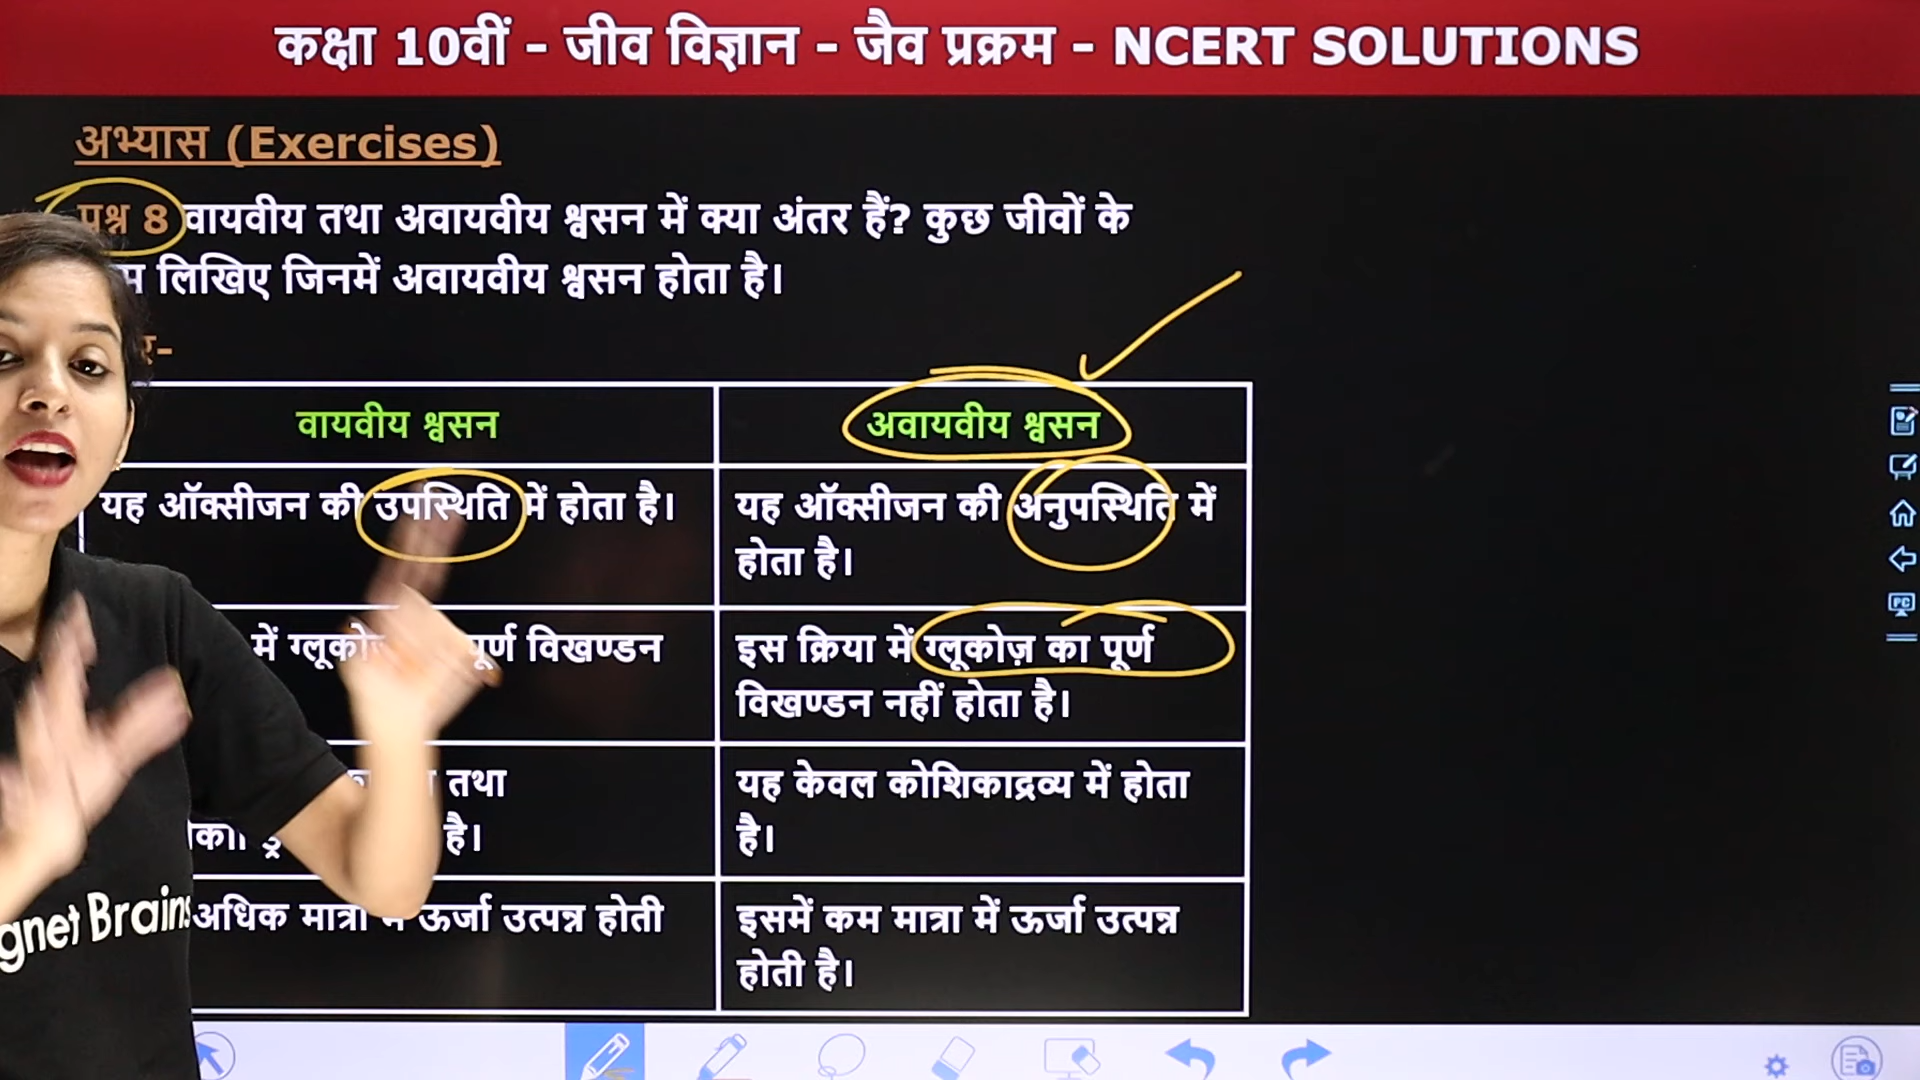 कक्षा 10वीं - जीव विज्ञान - जैव प्रक्रम - NCERT SOLUTIONS
अभ्यास (Exercises)
प्रश्न 8 वायवीय तथा अवायवीय श्वसन में क्या अंतर हैं? कुछ जीवों के
लिखिए जिनमें अवायवीय श्वसन होता है।
वायवीय श्वसन
अवायवीय श्वसन
यह ऑक्सीजन की उपस्थिति में होता है।
यह ऑक्सीजन की अनुपस्थिति में
होता है।
में विखण्डन
इस क्रिया में ग्लूकोज़ का पूर्ण
विखण्डन नहीं होता है।
तथा
है।
यह केवल कोशिकाद्रव्य में होता
है।
अधिक मात्रा में ऊर्जा उत्पन्न होती
इसमें कम मात्रा में ऊर्जा उत्पन्न
होती है।
Brains
PC